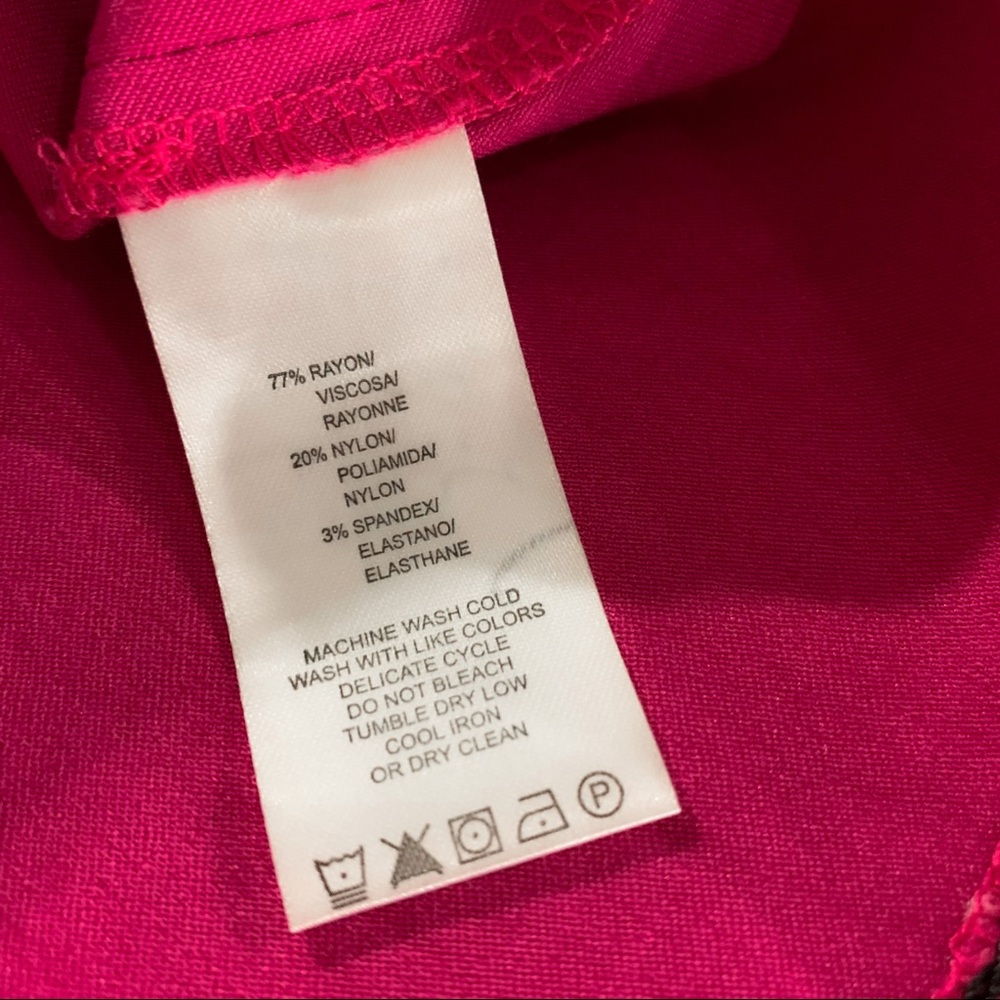 77% RAYON/
VISCOSA/
RAYONNE
20% NYLON/
POLIAMIDA/
NYLON
3% SPANDEX/
ELASTANO/
ELASTHANE
MACHINE WASH COLD
WASH WITH LIKE COLORS
DELICATE CYCLE
DO NOT BLEACH
TUMBLE DRY LOW
COOL IRON
OR DRY CLEAN
P